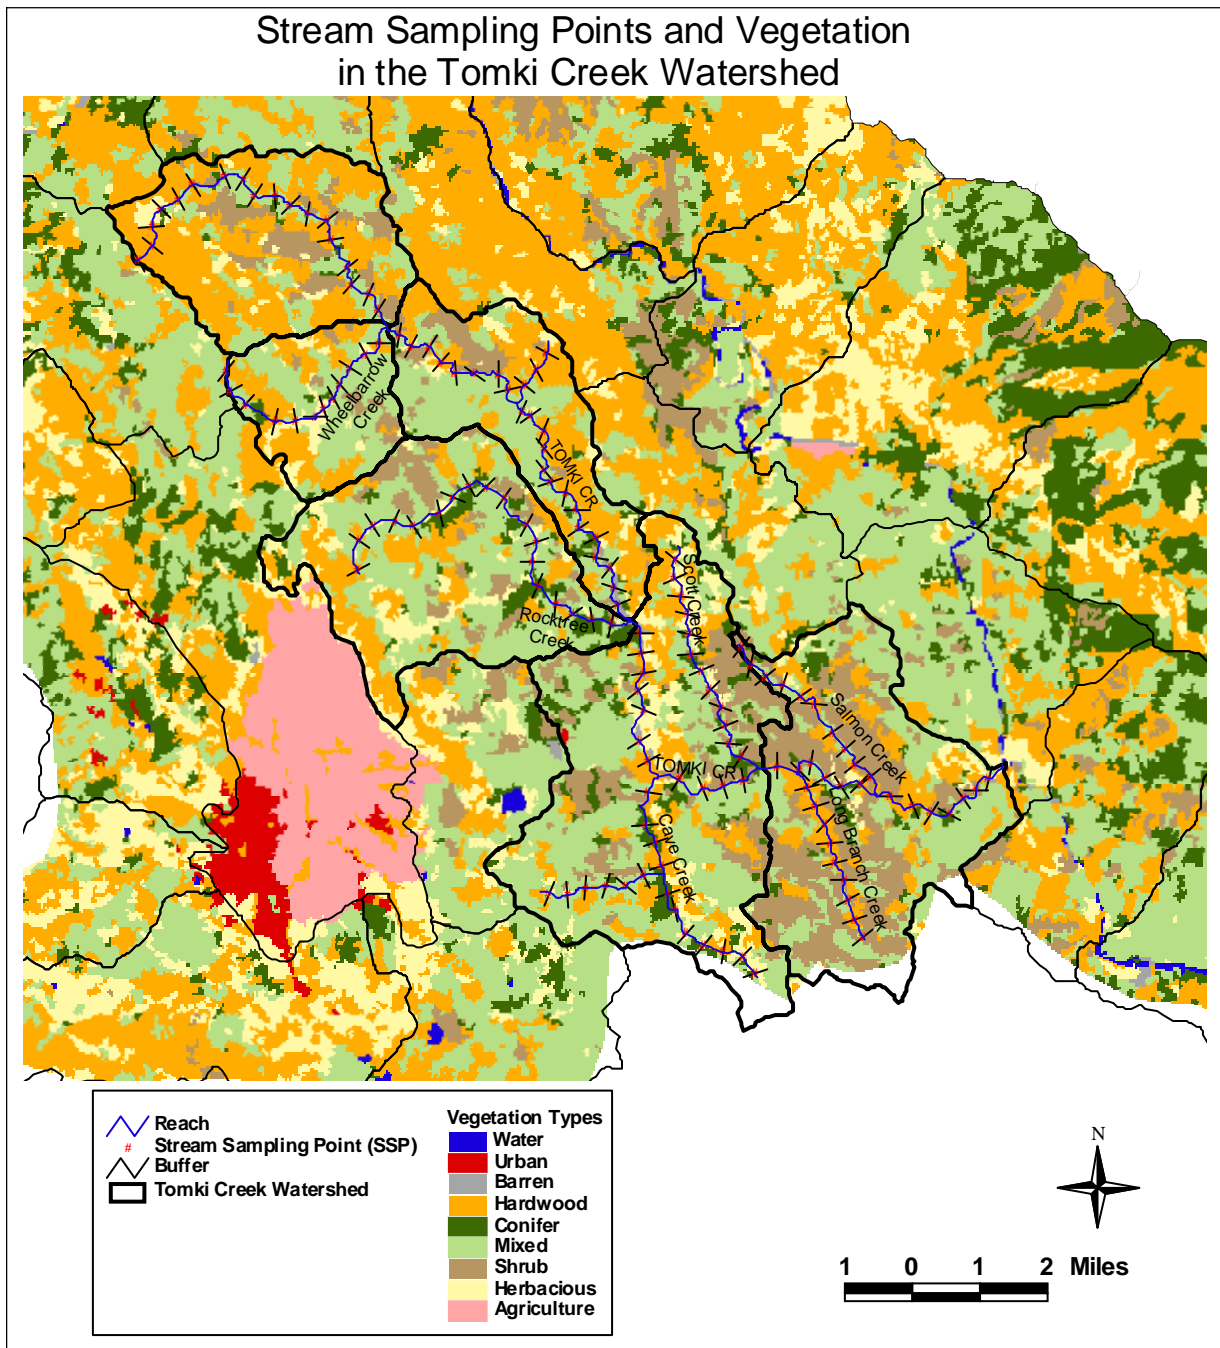 Stream Sampling Points and Vegetation
in the Tomki Creek Watershed
Wheelbarrow
Creek
TOMKI CR
Scott Creek
Rocktree
Creek
Salmon Creek
TOMKI CR
Long Branch Creek
Cave Creek
Reach
# Stream Sampling Point (SSP)
Buffer
Tomki Creek Watershed
Vegetation Types
Water
Urban
Barren
Hardwood
Conifer
Mixed
Shrub
Herbacious
Agriculture
N
1 0 1 2 Miles